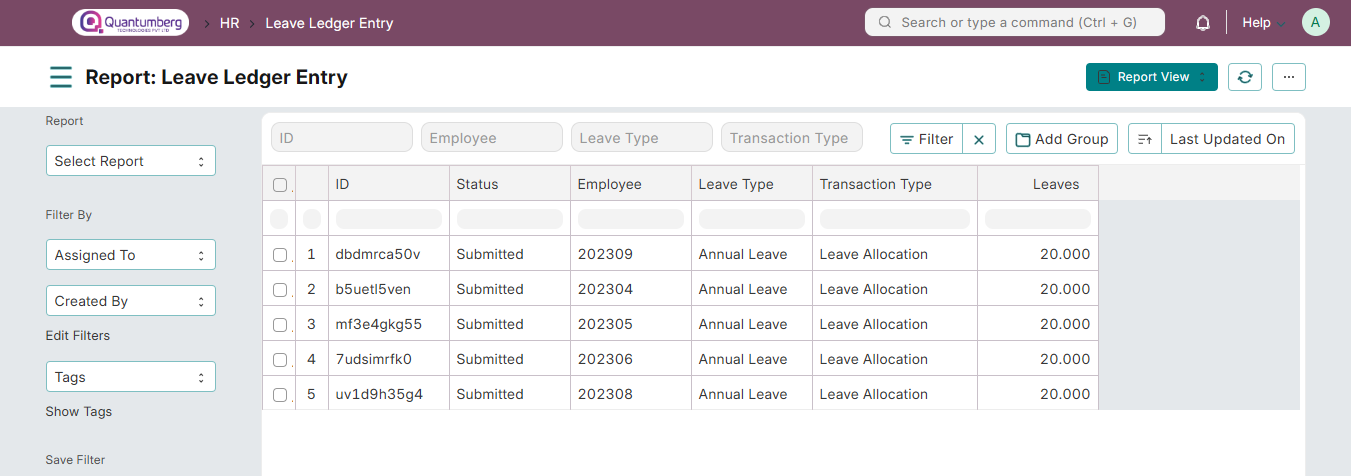 Quantumberg
TECHNOLOGIES PVT LTD
HR
Leave Ledger Entry
Search or type a command (Ctrl + G)
Help
A
Report: Leave Ledger Entry
Report View
Report
Select Report
Filter By
Assigned To
Created By
Edit Filters
Tags
Show Tags
Save Filter
ID
Employee
Leave Type
Transaction Type
Filter
Add Group
Last Updated On
ID Status Employee Leave Type Transaction Type Leaves
1 dbdmrca50v Submitted 202309 Annual Leave Leave Allocation 20.000
2 b5uetl5ven Submitted 202304 Annual Leave Leave Allocation 20.000
3 mf3e4gkg55 Submitted 202305 Annual Leave Leave Allocation 20.000
4 7udsimrfk0 Submitted 202306 Annual Leave Leave Allocation 20.000
5 uv1d9h35g4 Submitted 202308 Annual Leave Leave Allocation 20.000